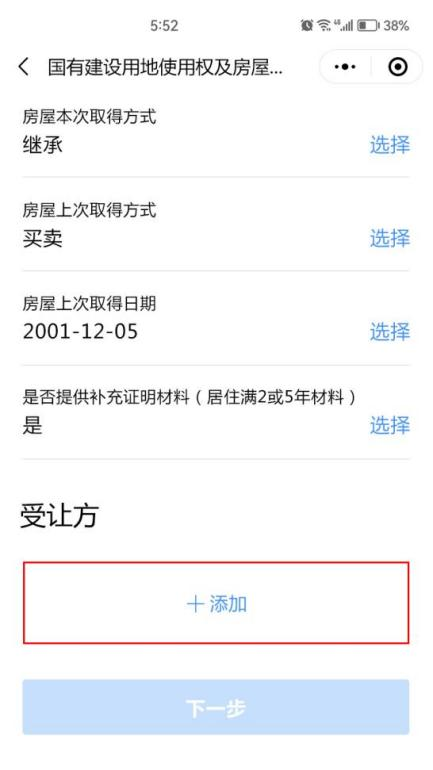 5:52
38%
国有建设用地使用权及房屋...
房屋本次取得方式
继承
选择
房屋上次取得方式
买卖
选择
房屋上次取得日期
2001-12-05
选择
是否提供补充证明材料（居住满2或5年材料）
是
选择
受让方
+添加
下一步